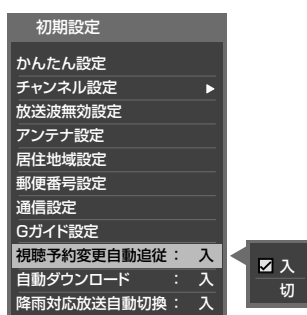 初期設定
かんたん設定
チャンネル設定 ▶
放送波無効設定
アンテナ設定
居住地域設定
郵便番号設定
通信設定
Gガイド設定
視聴予約変更自動追従： 入
自動ダウンロード ： 入
降雨対応放送自動切換： 入
☑ 入
切